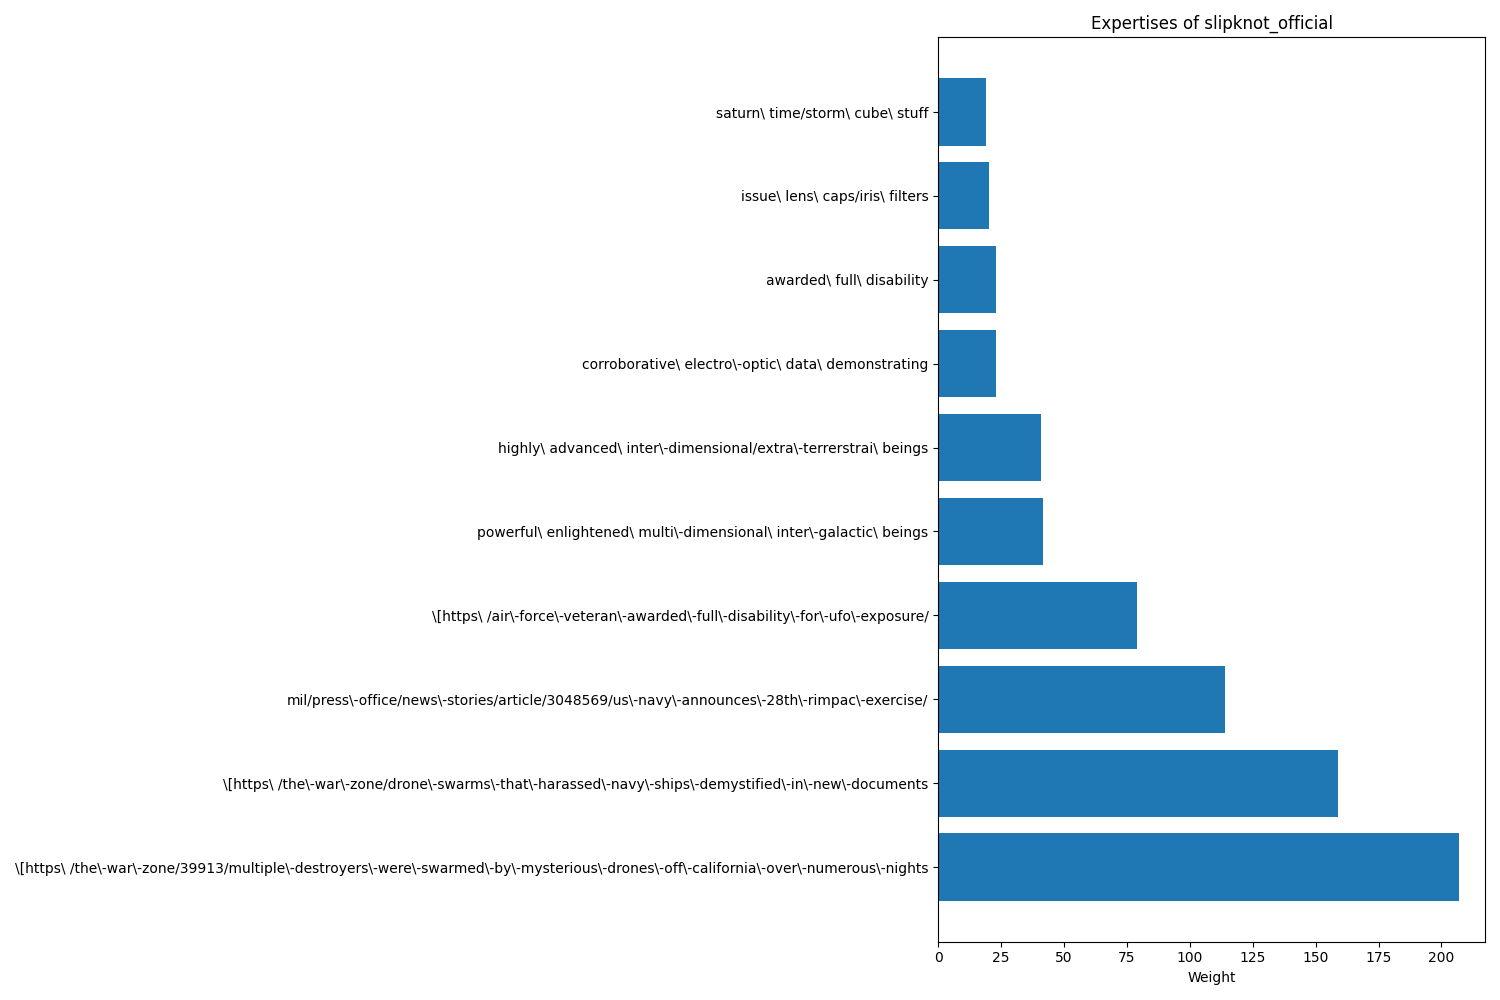 Expertises of slipknot_official
saturn\ time/storm\ cube\ stuff
issue\ lens\ caps/iris\ filters
awarded\ full\ disability
corroborative\ electro\-optic\ data\ demonstrating
highly\ advanced\ inter\-dimensional/extra\-terrerstrai\ beings
powerful\ enlightened\ multi\-dimensional\ inter\-galactic\ beings
\[https\ /air\-force\-veteran\-awarded\-full\-disability\-for\-ufo\-exposure/
mil/press\-office/news\-stories/article/3048569/us\-navy\-announces\-28th\-rimpac\-exercise/
\[https\ /the\-war\-zone/drone\-swarms\-that\-harassed\-navy\-ships\-demystified\-in\-new\-documents
\[https\ /the\-war\-zone/39913/multiple\-destroyers\-were\-swarmed\-by\-mysterious\-drones\-off\-california\-over\-numerous\-nights
0 25 50 75 100 125 150 175 200
Weight